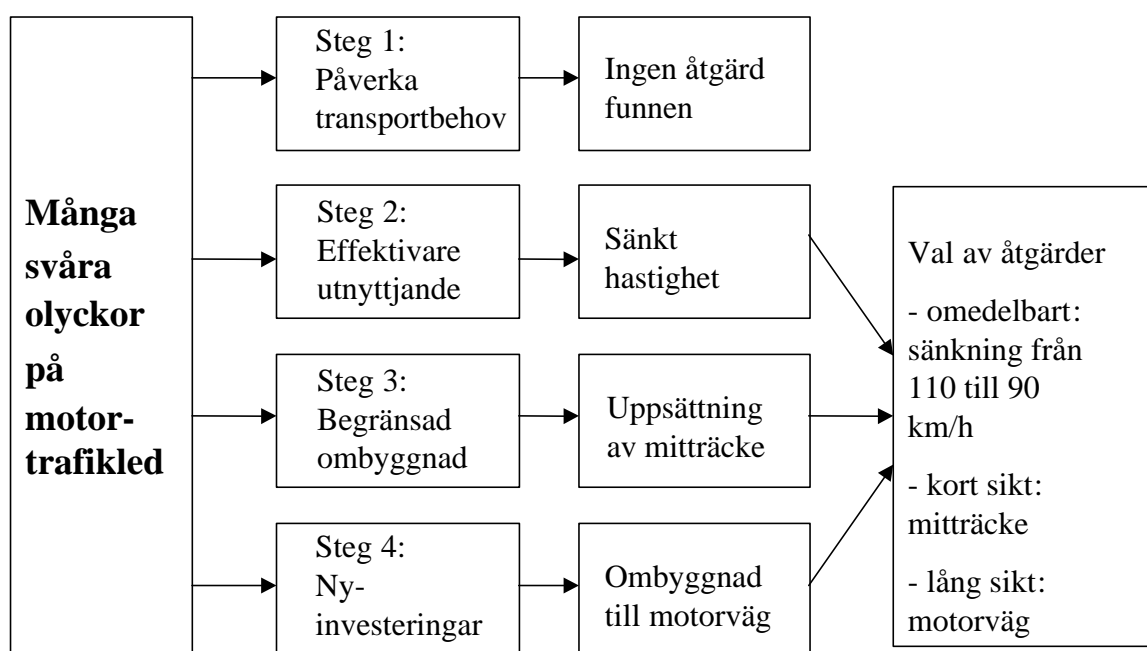 Många
svåra
olyckor
på
motor-
trafikled
Steg 1:
Påverka
transportbehov
Ingen åtgärd
funnen
Steg 2:
Effektivare
utnyttjande
Sänkt
hastighet
Steg 3:
Begränsad
ombyggnad
Uppsättning
av mitträcke
Steg 4:
Ny-
investeringar
Ombyggnad
till motorväg
Val av åtgärder
- omedelbart:
sänkning från
110 till 90
km/h
- kort sikt:
mitträcke
- lång sikt:
motorväg